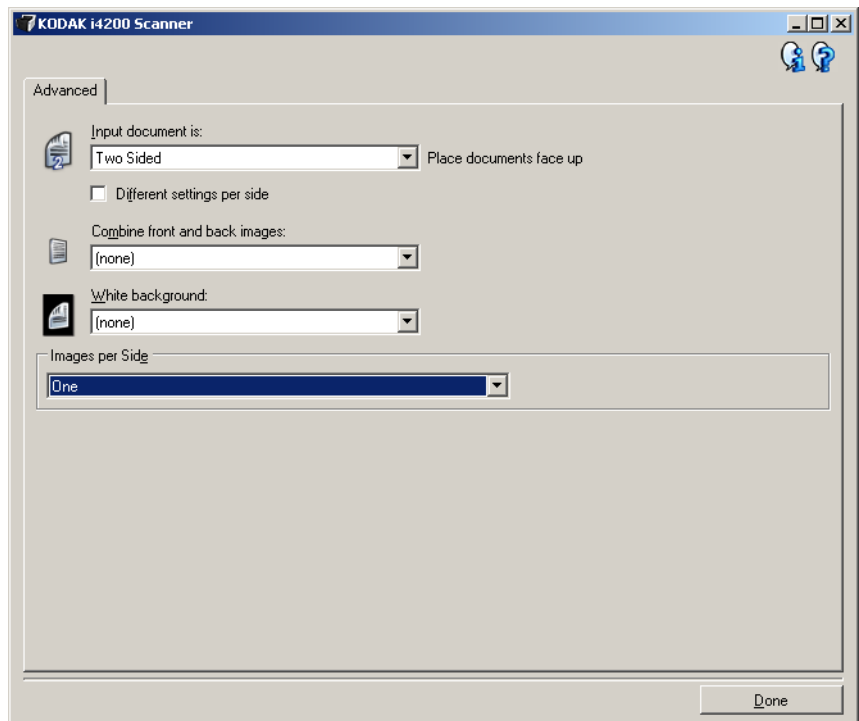 KODAK i4200 Scanner
Advanced
Input document is:
Two Sided Place documents face up
Different settings per side
Combine front and back images:
(none)
White background:
(none)
Images per Side
One
Done